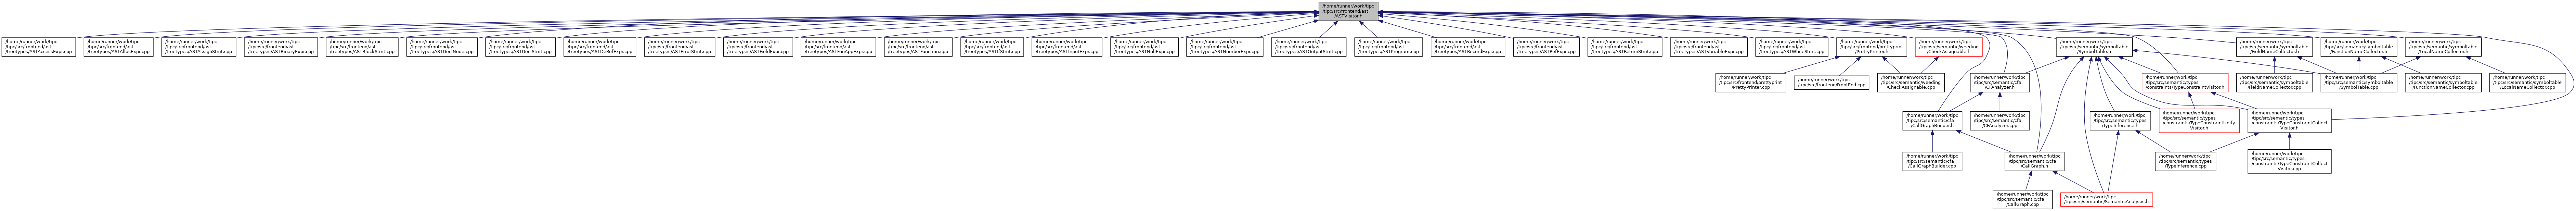 /home/runner/work/tipc
/tipc/src/frontend/ast
/ASTVisitor.h
/home/runner/work/tipc
/tipc/src/frontend/ast
/treetypes/ASTAccessExpr.cpp
/home/runner/work/tipc
/tipc/src/frontend/ast
/treetypes/ASTAllocExpr.cpp
/home/runner/work/tipc
/tipc/src/frontend/ast
/treetypes/ASTAssignStmt.cpp
/home/runner/work/tipc
/tipc/src/frontend/ast
/treetypes/ASTBinaryExpr.cpp
/home/runner/work/tipc
/tipc/src/frontend/ast
/treetypes/ASTBlockStmt.cpp
/home/runner/work/tipc
/tipc/src/frontend/ast
/treetypes/ASTDeclNode.cpp
/home/runner/work/tipc
/tipc/src/frontend/ast
/treetypes/ASTDeclStmt.cpp
/home/runner/work/tipc
/tipc/src/frontend/ast
/treetypes/ASTDeRefExpr.cpp
/home/runner/work/tipc
/tipc/src/frontend/ast
/treetypes/ASTErrorStmt.cpp
/home/runner/work/tipc
/tipc/src/frontend/ast
/treetypes/ASTFieldExpr.cpp
/home/runner/work/tipc
/tipc/src/frontend/ast
/treetypes/ASTFunAppExpr.cpp
/home/runner/work/tipc
/tipc/src/frontend/ast
/treetypes/ASTFunction.cpp
/home/runner/work/tipc
/tipc/src/frontend/ast
/treetypes/ASTIfStmt.cpp
/home/runner/work/tipc
/tipc/src/frontend/ast
/treetypes/ASTInputExpr.cpp
/home/runner/work/tipc
/tipc/src/frontend/ast
/treetypes/ASTNullExpr.cpp
/home/runner/work/tipc
/tipc/src/frontend/ast
/treetypes/ASTNumberExpr.cpp
/home/runner/work/tipc
/tipc/src/frontend/ast
/treetypes/ASTOutputStmt.cpp
/home/runner/work/tipc
/tipc/src/frontend/ast
/treetypes/ASTProgram.cpp
/home/runner/work/tipc
/tipc/src/frontend/ast
/treetypes/ASTRecordExpr.cpp
/home/runner/work/tipc
/tipc/src/frontend/ast
/treetypes/ASTRefExpr.cpp
/home/runner/work/tipc
/tipc/src/frontend/ast
/treetypes/ASTReturnStmt.cpp
/home/runner/work/tipc
/tipc/src/frontend/ast
/treetypes/ASTVariableExpr.cpp
/home/runner/work/tipc
/tipc/src/frontend/ast
/treetypes/ASTWhileStmt.cpp
/home/runner/work/tipc
/tipc/src/frontend/prettyprint
/PrettyPrinter.h
/home/runner/work/tipc
/tipc/src/semantic/weeding
/CheckAssignable.h
/home/runner/work/tipc
/tipc/src/semantic/symboltable
/SymbolTable.h
/home/runner/work/tipc
/tipc/src/semantic/symboltable
/FieldNameCollector.h
/home/runner/work/tipc
/tipc/src/semantic/symboltable
/FunctionNameCollector.h
/home/runner/work/tipc
/tipc/src/semantic/symboltable
/LocalNameCollector.h
/home/runner/work/tipc
/tipc/src/frontend/prettyprint
/PrettyPrinter.cpp
/home/runner/work/tipc
/tipc/src/frontend/FrontEnd.cpp
/home/runner/work/tipc
/tipc/src/semantic/weeding
/CheckAssignable.cpp
/home/runner/work/tipc
/tipc/src/semantic/cfa
/CFAnalyzer.h
/home/runner/work/tipc
/tipc/src/semantic/types
/constraints/TypeConstraintVisitor.h
/home/runner/work/tipc
/tipc/src/semantic/symboltable
/FieldNameCollector.cpp
/home/runner/work/tipc
/tipc/src/semantic/symboltable
/SymbolTable.cpp
/home/runner/work/tipc
/tipc/src/semantic/symboltable
/FunctionNameCollector.cpp
/home/runner/work/tipc
/tipc/src/semantic/symboltable
/LocalNameCollector.cpp
/home/runner/work/tipc
/tipc/src/semantic/cfa
/CallGraphBuilder.h
/home/runner/work/tipc
/tipc/src/semantic/cfa
/CFAnalyzer.cpp
/home/runner/work/tipc
/tipc/src/semantic/types
/TypeInference.h
/home/runner/work/tipc
/tipc/src/semantic/types
/constraints/TypeConstraintUnify
Visitor.h
/home/runner/work/tipc
/tipc/src/semantic/types
/constraints/TypeConstraintCollect
Visitor.h
/home/runner/work/tipc
/tipc/src/semantic/cfa
/CallGraphBuilder.cpp
/home/runner/work/tipc
/tipc/src/semantic/cfa
/CallGraph.h
/home/runner/work/tipc
/tipc/src/semantic/types
/TypeInference.cpp
/home/runner/work/tipc
/tipc/src/semantic/types
/constraints/TypeConstraintCollect
Visitor.cpp
/home/runner/work/tipc
/tipc/src/semantic/cfa
/CallGraph.cpp
/home/runner/work/tipc
/tipc/src/semantic/SemanticAnalysis.h